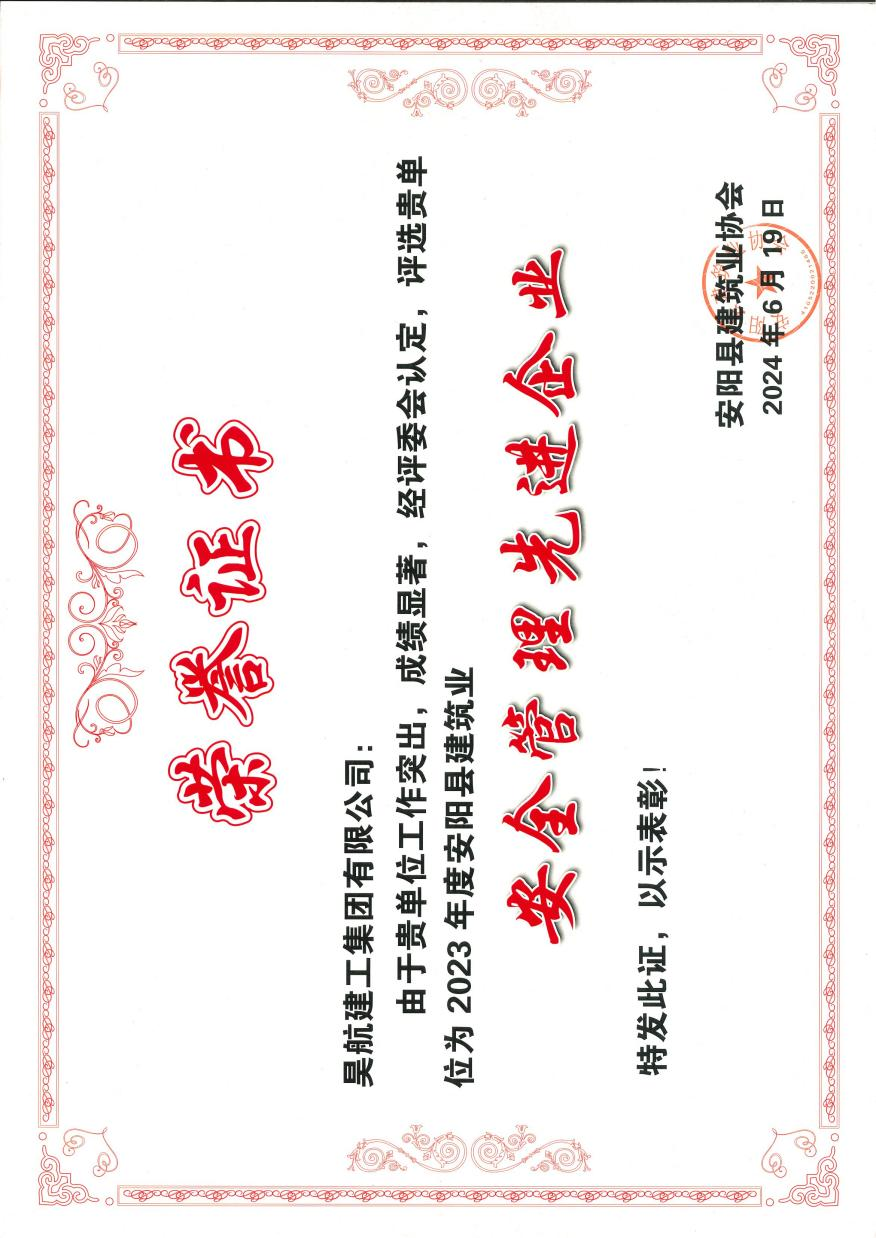 荣誉证书
昊航建工集团有限公司：
由于贵单位工作突出，成绩显著，经评委会认定，评选贵单
位为 2023 年度安阳县建筑业
安全管理先进企业
特发此证，以示表彰！
安阳县建筑业协会
2024 年 6 月 19 日